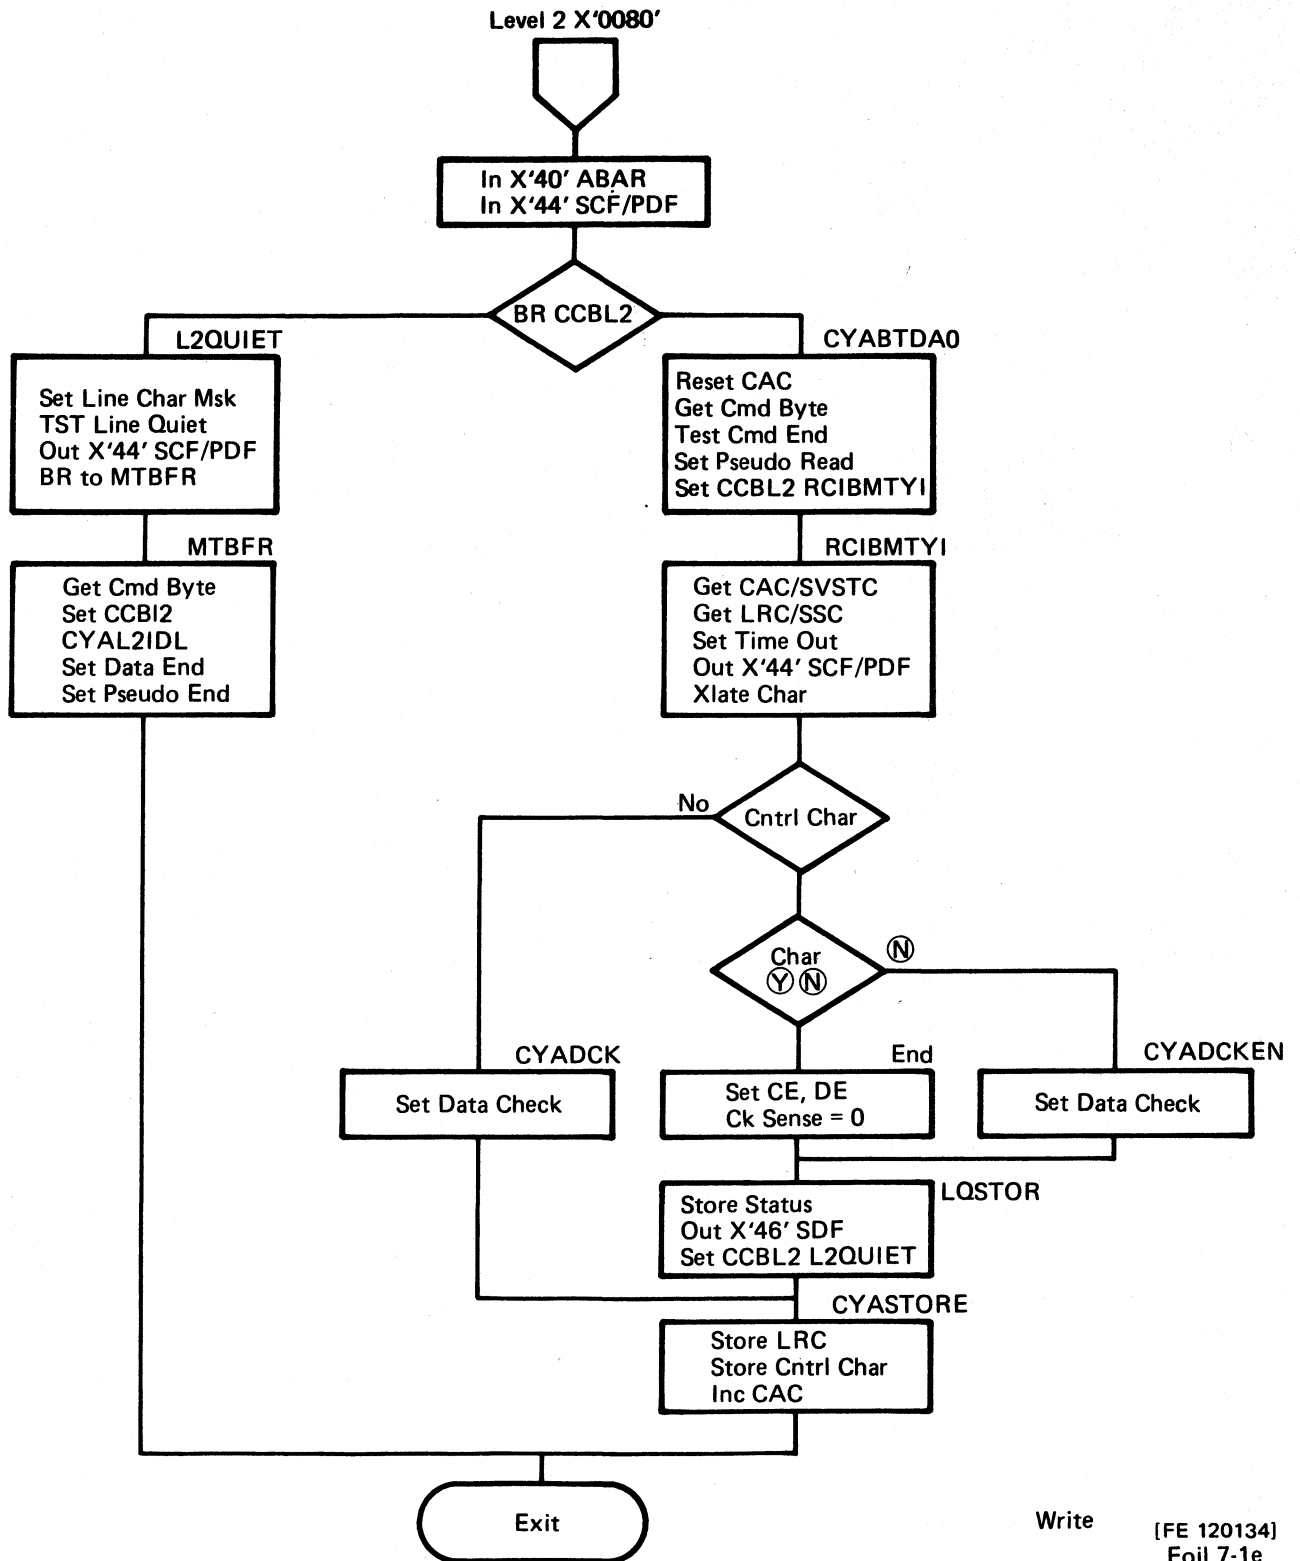 Level 2 X'0080'
In X'40' ABAR
In X'44' SCF/PDF
BR CCBL2
L2QUIET
Set Line Char Msk
TST Line Quiet
Out X'44' SCF/PDF
BR to MTBFR
CYABTDA0
Reset CAC
Get Cmd Byte
Test Cmd End
Set Pseudo Read
Set CCBL2 RCIBMTYI
MTBFR
Get Cmd Byte
Set CCBI2
CYAL2IDL
Set Data End
Set Pseudo End
RCIBMTYI
Get CAC/SVSTC
Get LRC/SSC
Set Time Out
Out X'44' SCF/PDF
Xlate Char
No
Cntrl Char
Char
Ⓨ Ⓝ
Ⓝ
CYADCK
Set Data Check
End
Set CE, DE
Ck Sense = 0
CYADCKEN
Set Data Check
LQSTOR
Store Status
Out X'46' SDF
Set CCBL2 L2QUIET
CYASTORE
Store LRC
Store Cntrl Char
Inc CAC
Exit
Write
[FE 120134]
Foil 7-1e